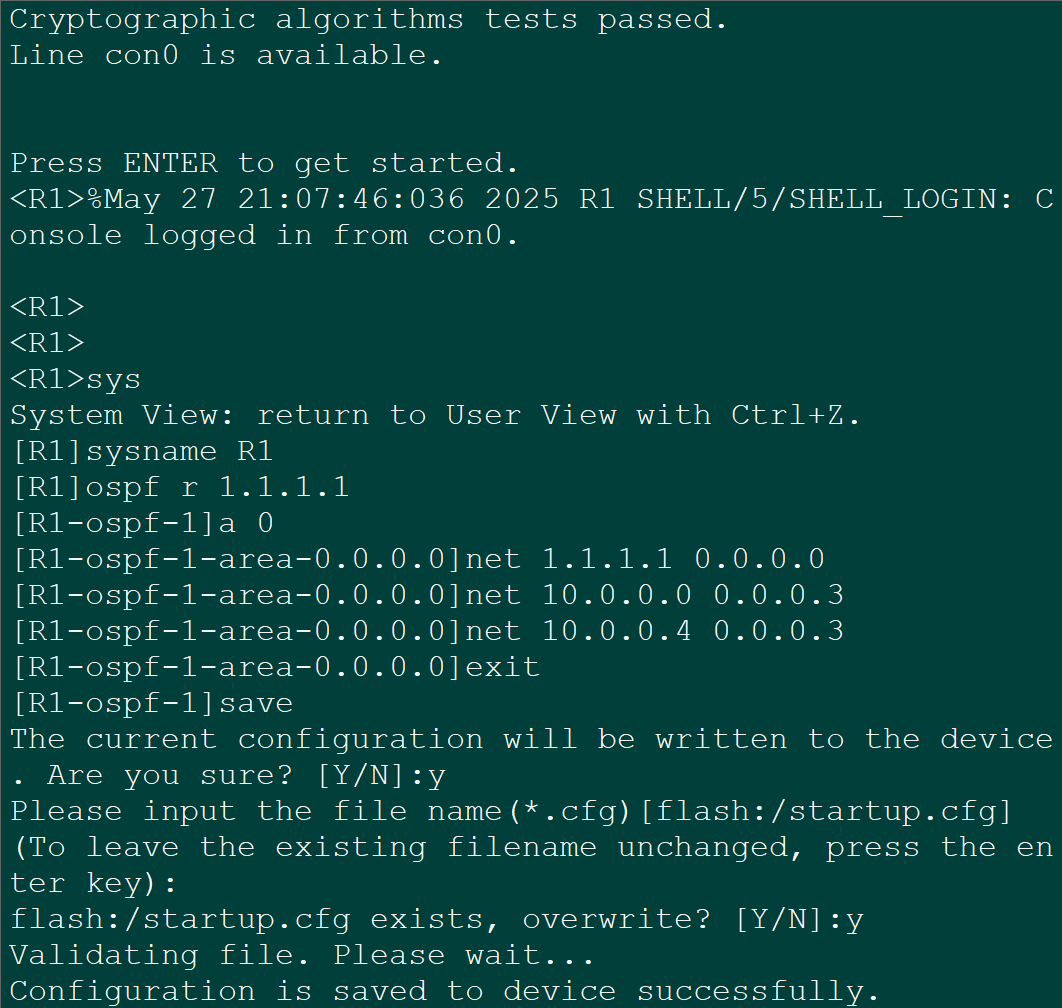 Cryptographic algorithms tests passed.
Line con0 is available.
Press ENTER to get started.
<R1>%May 27 21:07:46:036 2025 R1 SHELL/5/SHELL_LOGIN: C
onsole logged in from con0.
<R1>
<R1>
<R1>sys
System View: return to User View with Ctrl+Z.
[R1]sysname R1
[R1]ospf r 1.1.1.1
[R1-ospf-1]a 0
[R1-ospf-1-area-0.0.0.0]net 1.1.1.1 0.0.0.0
[R1-ospf-1-area-0.0.0.0]net 10.0.0.0 0.0.0.3
[R1-ospf-1-area-0.0.0.0]net 10.0.0.4 0.0.0.3
[R1-ospf-1-area-0.0.0.0]exit
[R1-ospf-1]save
The current configuration will be written to the device
. Are you sure? [Y/N]:y
Please input the file name(*.cfg)[flash:/startup.cfg]
(To leave the existing filename unchanged, press the en
ter key):
flash:/startup.cfg exists, overwrite? [Y/N]:y
Validating file. Please wait...
Configuration is saved to device successfully.